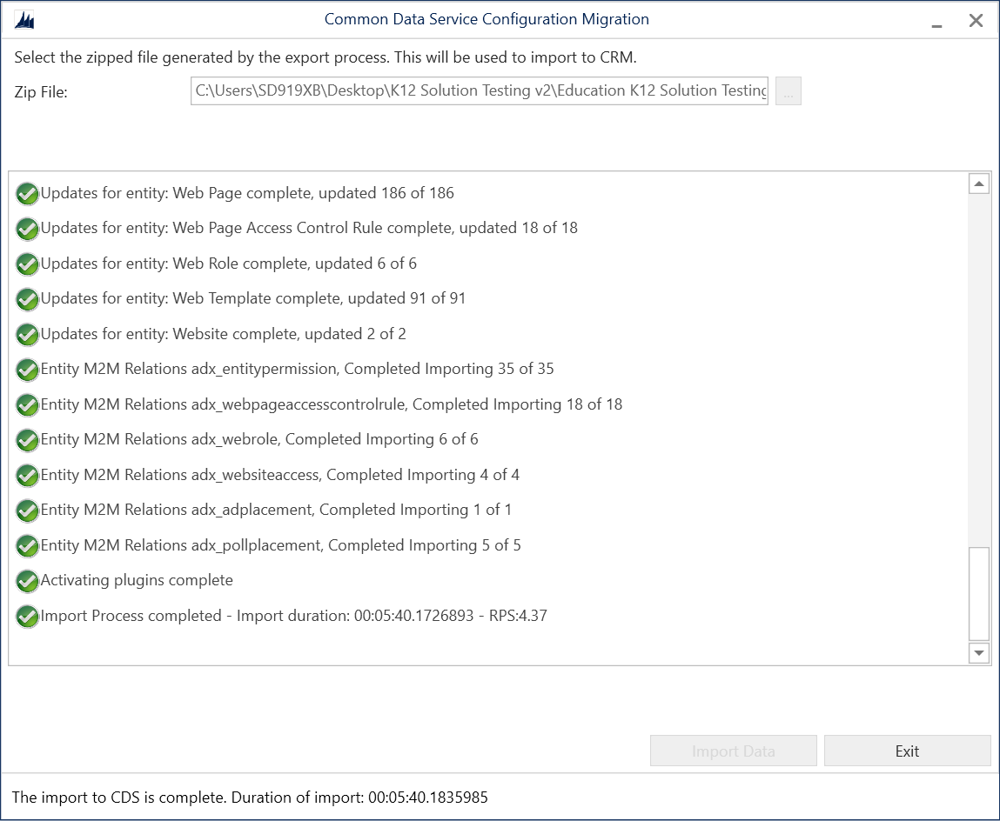 Common Data Service Configuration Migration
Select the zipped file generated by the export process. This will be used to import to CRM.
Zip File:
C:\Users\SD919XB\Desktop\K12 Solution Testing v2\Education K12 Solution Testing
...
Updates for entity: Web Page complete, updated 186 of 186
Updates for entity: Web Page Access Control Rule complete, updated 18 of 18
Updates for entity: Web Role complete, updated 6 of 6
Updates for entity: Web Template complete, updated 91 of 91
Updates for entity: Website complete, updated 2 of 2
Entity M2M Relations adx_entitypermission, Completed Importing 35 of 35
Entity M2M Relations adx_webpageaccesscontrolrule, Completed Importing 18 of 18
Entity M2M Relations adx_webrole, Completed Importing 6 of 6
Entity M2M Relations adx_websiteaccess, Completed Importing 4 of 4
Entity M2M Relations adx_adplacement, Completed Importing 1 of 1
Entity M2M Relations adx_pollplacement, Completed Importing 5 of 5
Activating plugins complete
Import Process completed - Import duration: 00:05:40.1726893 - RPS:4.37
Import Data
Exit
The import to CDS is complete. Duration of import: 00:05:40.1835985